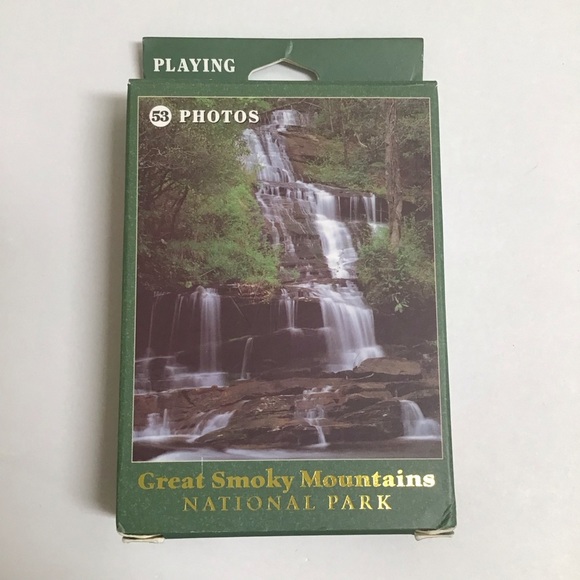 PLAYING
53 PHOTOS
Great Smoky Mountains
NATIONAL PARK